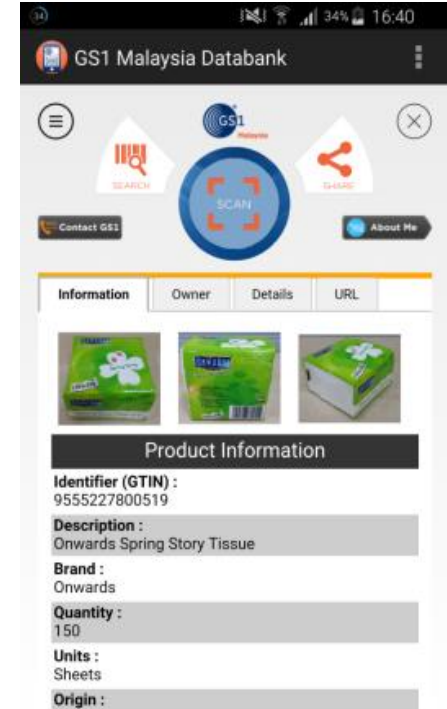 34% 16:40
GS1 Malaysia Databank
GS1
Malaysia
SEARCH
SHARE
SCAN
Contact GS1
About Me
Information Owner Details URL
Product Information
Identifier (GTIN) :
9555227800519
Description :
Onwards Spring Story Tissue
Brand :
Onwards
Quantity :
150
Units :
Sheets
Origin :